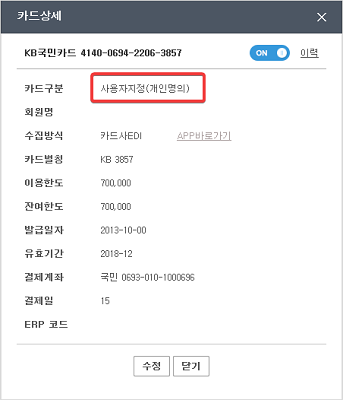 카드상세
KB국민카드 4140-0694-2206-3857 ON 이력
카드구분 사용자지정(개인명의)
회원명
수집방식 카드사EDI APP바로가기
카드별칭 KB 3857
이용한도 700,000
잔여한도 700,000
발급일자 2013-10-00
유효기간 2018-12
결제계좌 국민 0693-010-1000696
결제일 15
ERP 코드
수정 닫기